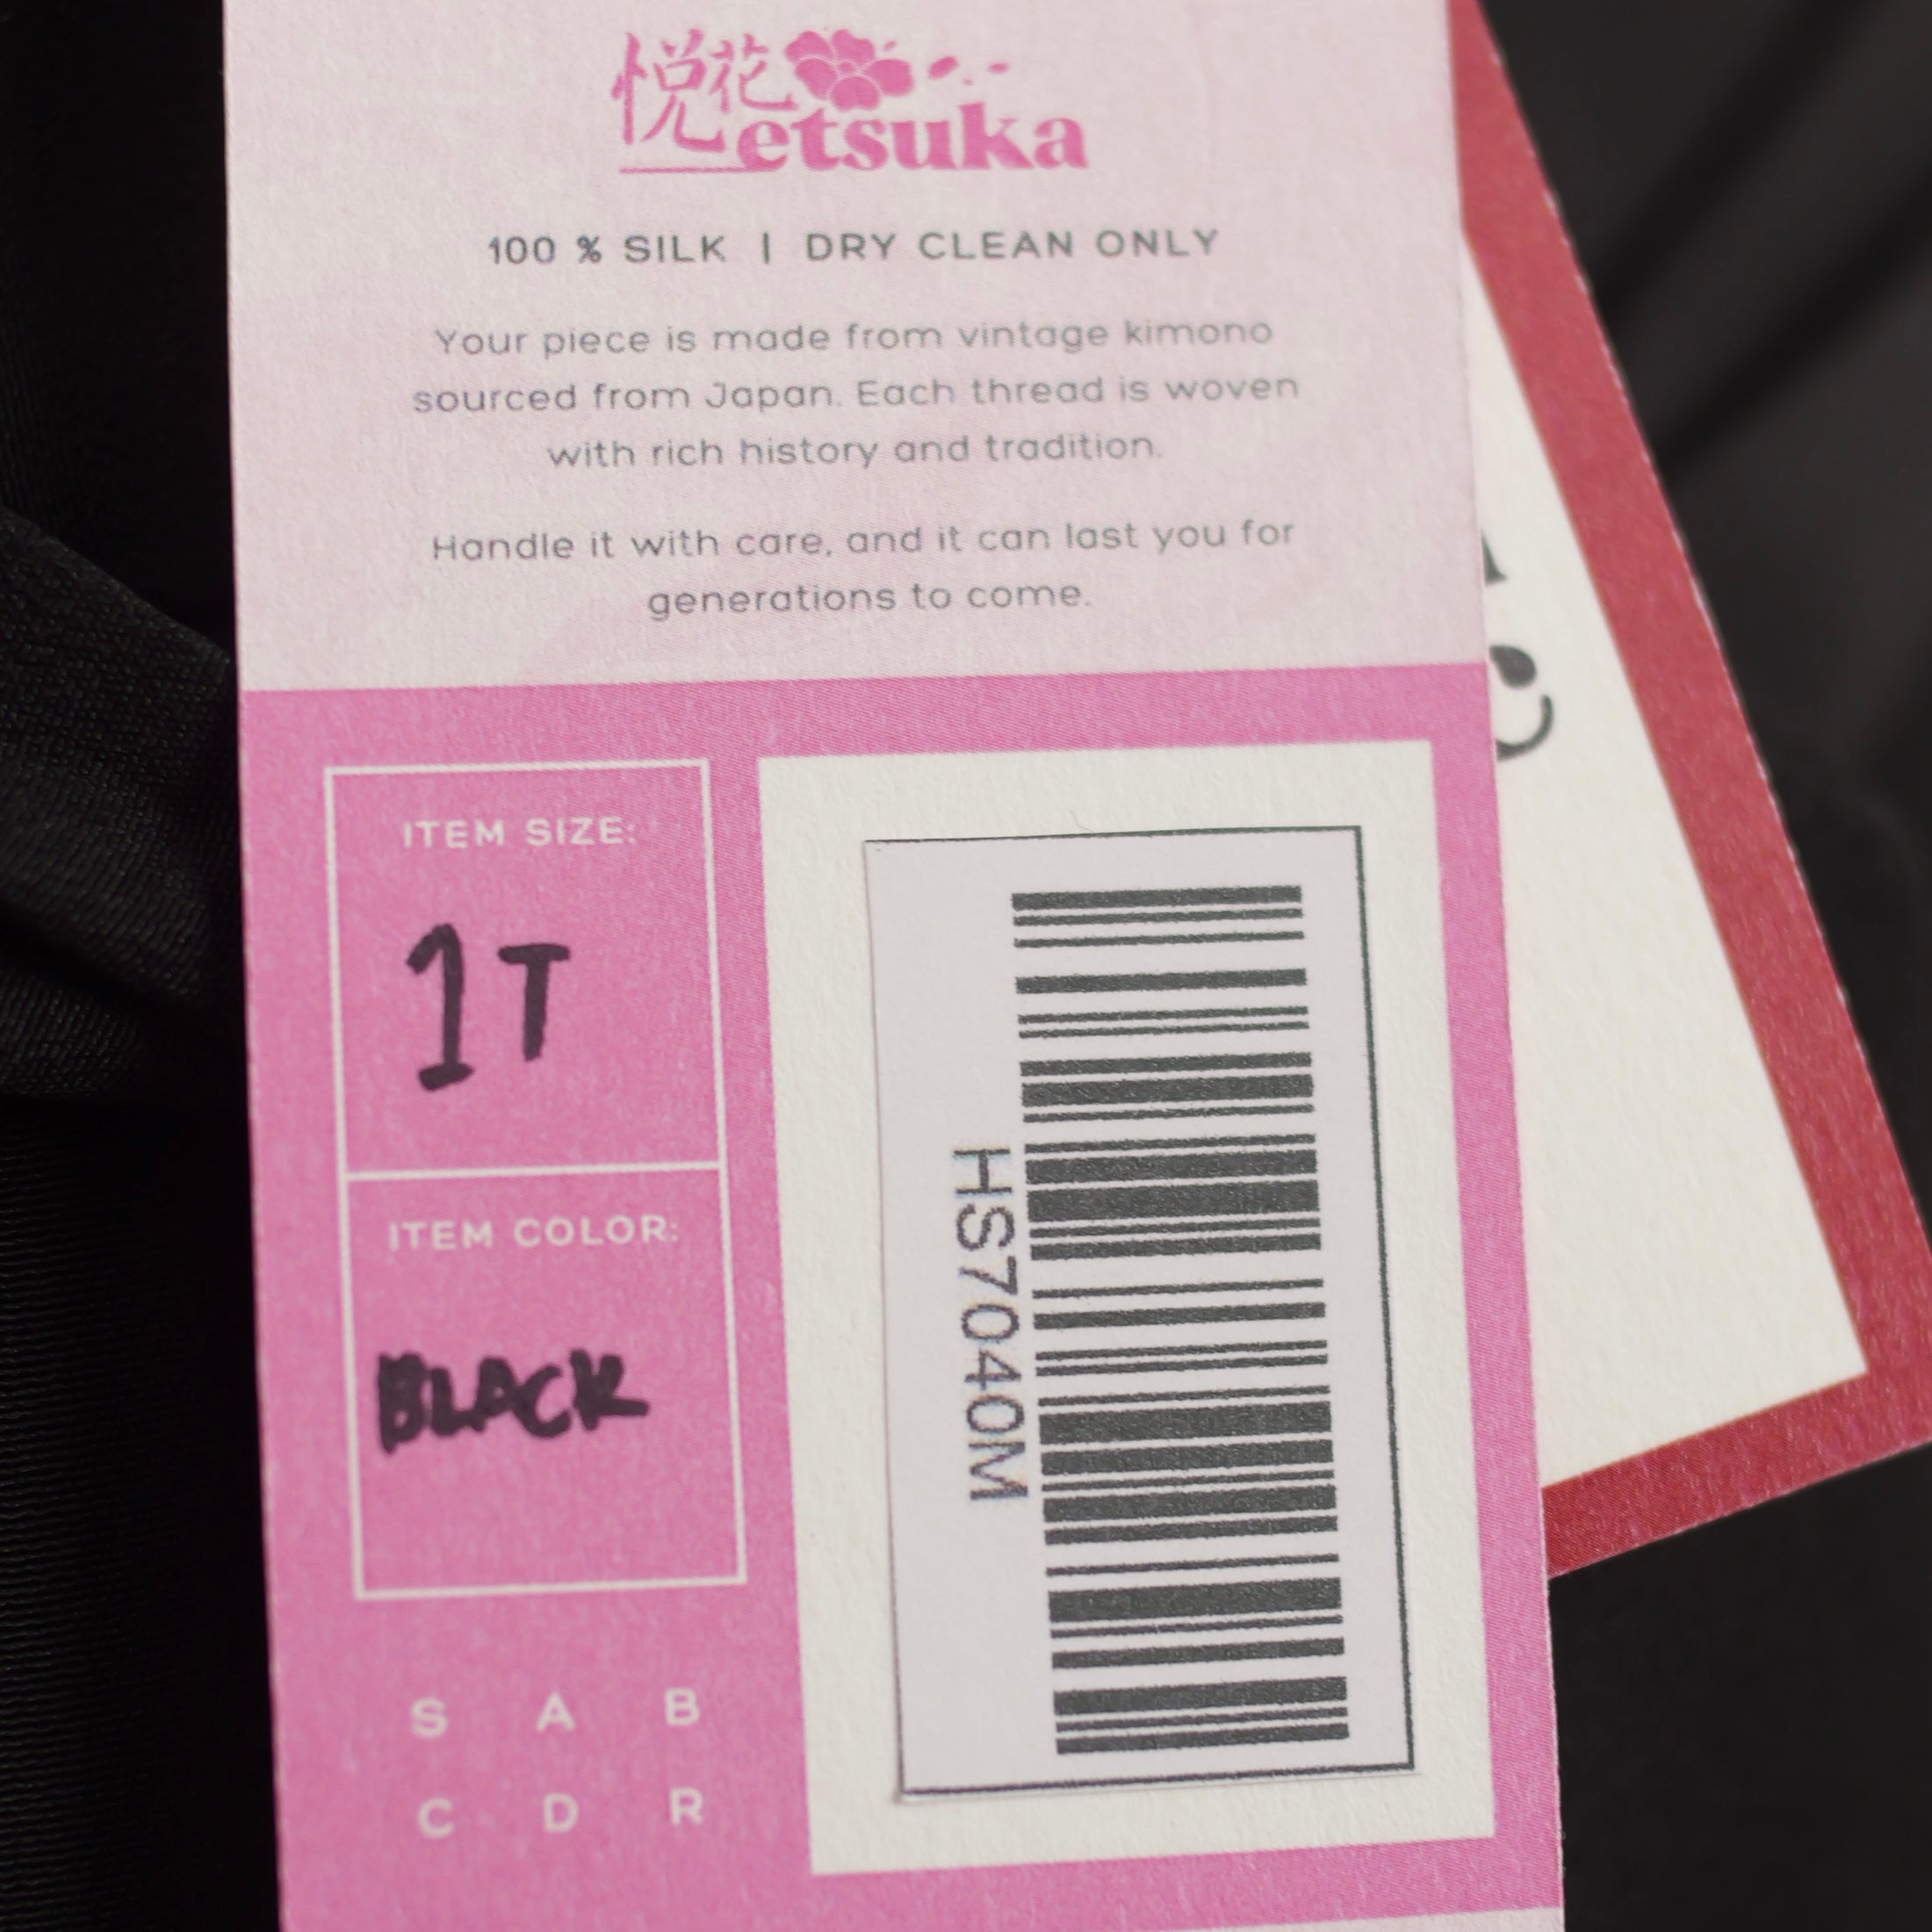 悦花
etsuka
100 % SILK | DRY CLEAN ONLY
Your piece is made from vintage kimono
sourced from Japan. Each thread is woven
with rich history and tradition.
Handle it with care, and it can last you for
generations to come.
ITEM SIZE:
1T
ITEM COLOR:
BLACK
S A B
C D R
HS7040M